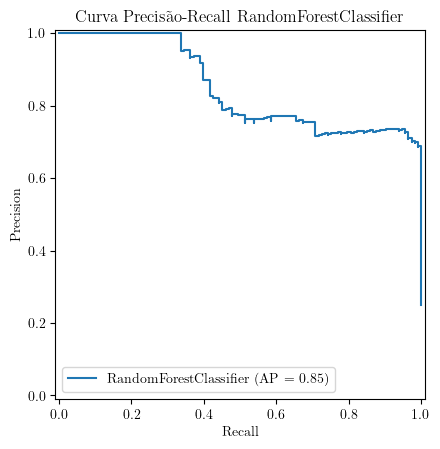 Curva Precisão-Recall RandomForestClassifier
1.0
0.8
0.6
0.4
0.2
0.0
Precision
RandomForestClassifier (AP = 0.85)
0.0 0.2 0.4 0.6 0.8 1.0
Recall